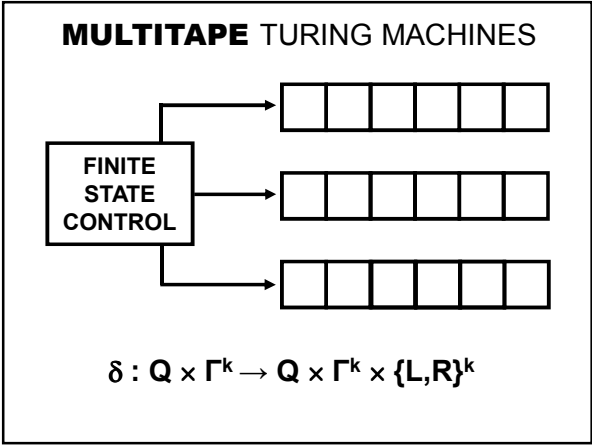 MULTITAPE TURING MACHINES
FINITE
STATE
CONTROL
δ : Q × Γᵏ → Q × Γᵏ × {L,R}ᵏ